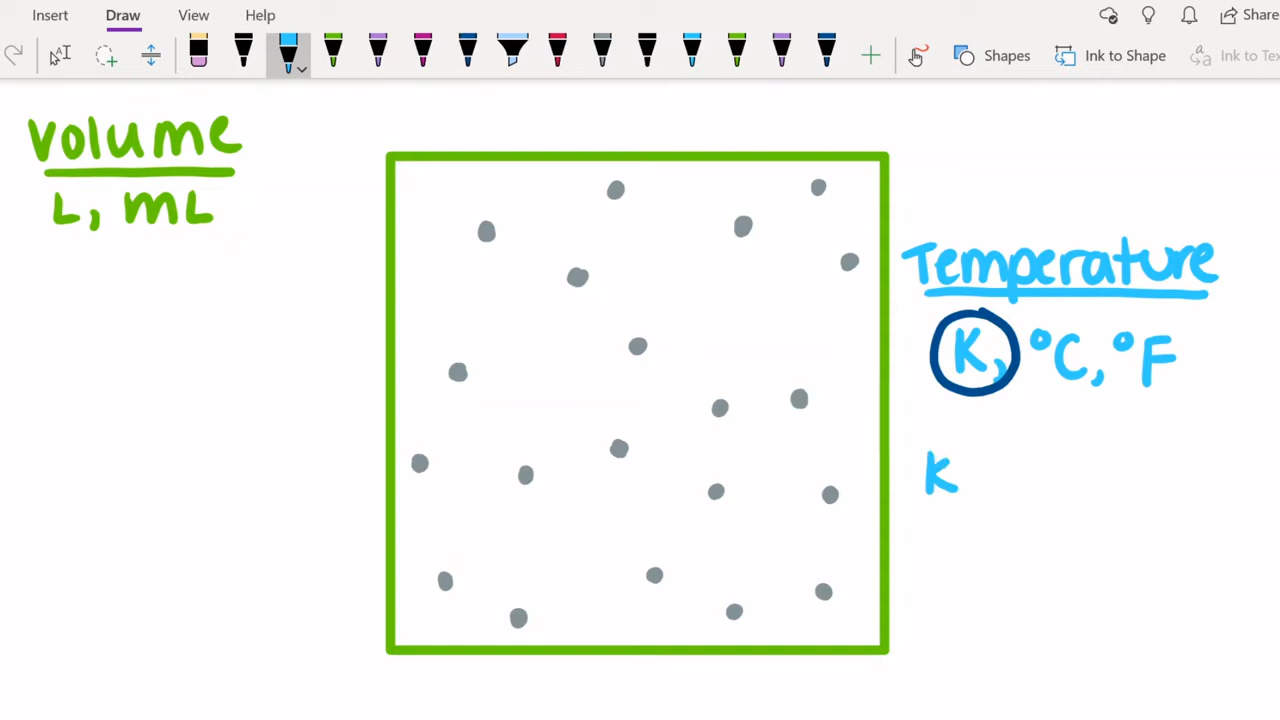 Insert Draw View Help Share
Shapes Ink to Shape Ink to Tex
Volume
L, mL
Temperature
K, °C, °F
K